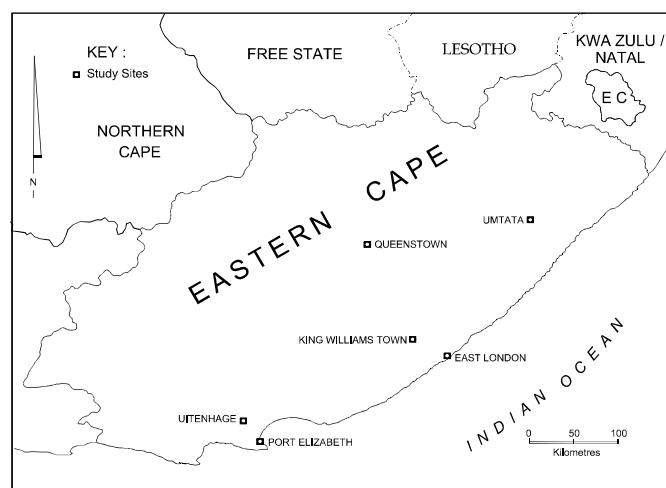 KEY :
Study Sites
N
NORTHERN
CAPE
FREE STATE
LESOTHO
KWA ZULU /
NATAL
E C
EASTERN CAPE
UMTATA
QUEENSTOWN
KING WILLIAMS TOWN
EAST LONDON
UITENHAGE
PORT ELIZABETH
INDIAN OCEAN
0 50 100
Kilometres